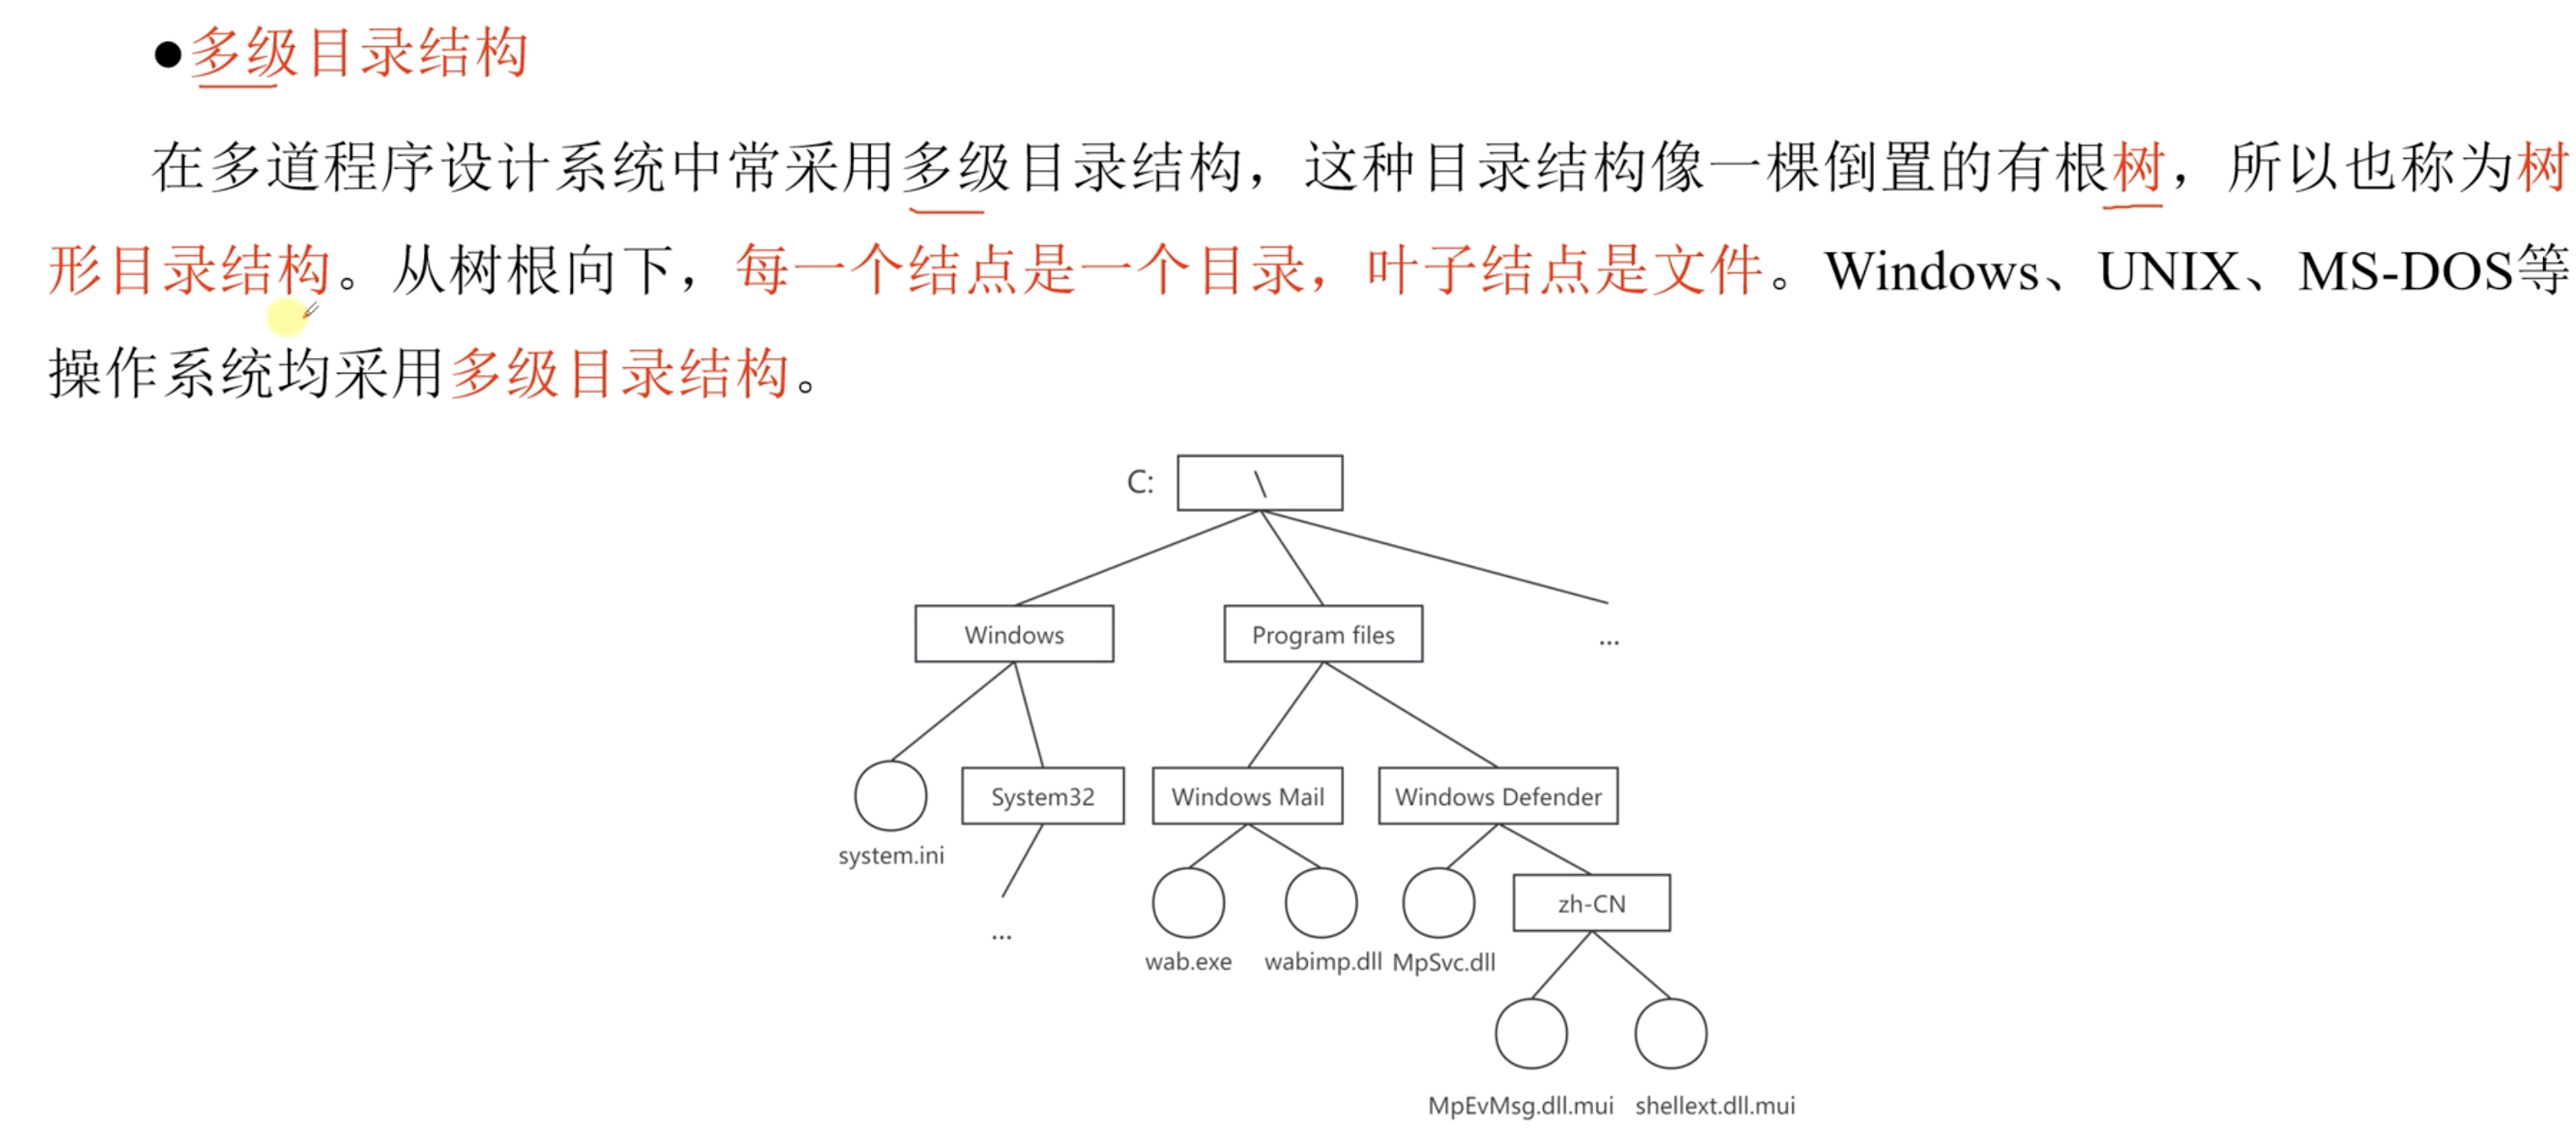 ●多级目录结构
在多道程序设计系统中常采用多级目录结构，这种目录结构像一棵倒置的有根树，所以也称为树
形目录结构。从树根向下，每一个结点是一个目录，叶子结点是文件。Windows、UNIX、MS-DOS等
操作系统均采用多级目录结构。
C: \
Windows Program files ...
System32 Windows Mail Windows Defender
system.ini
zh-CN
...
wab.exe wabimp.dll MpSvc.dll
MpEvMsg.dll.mui shellext.dll.mui